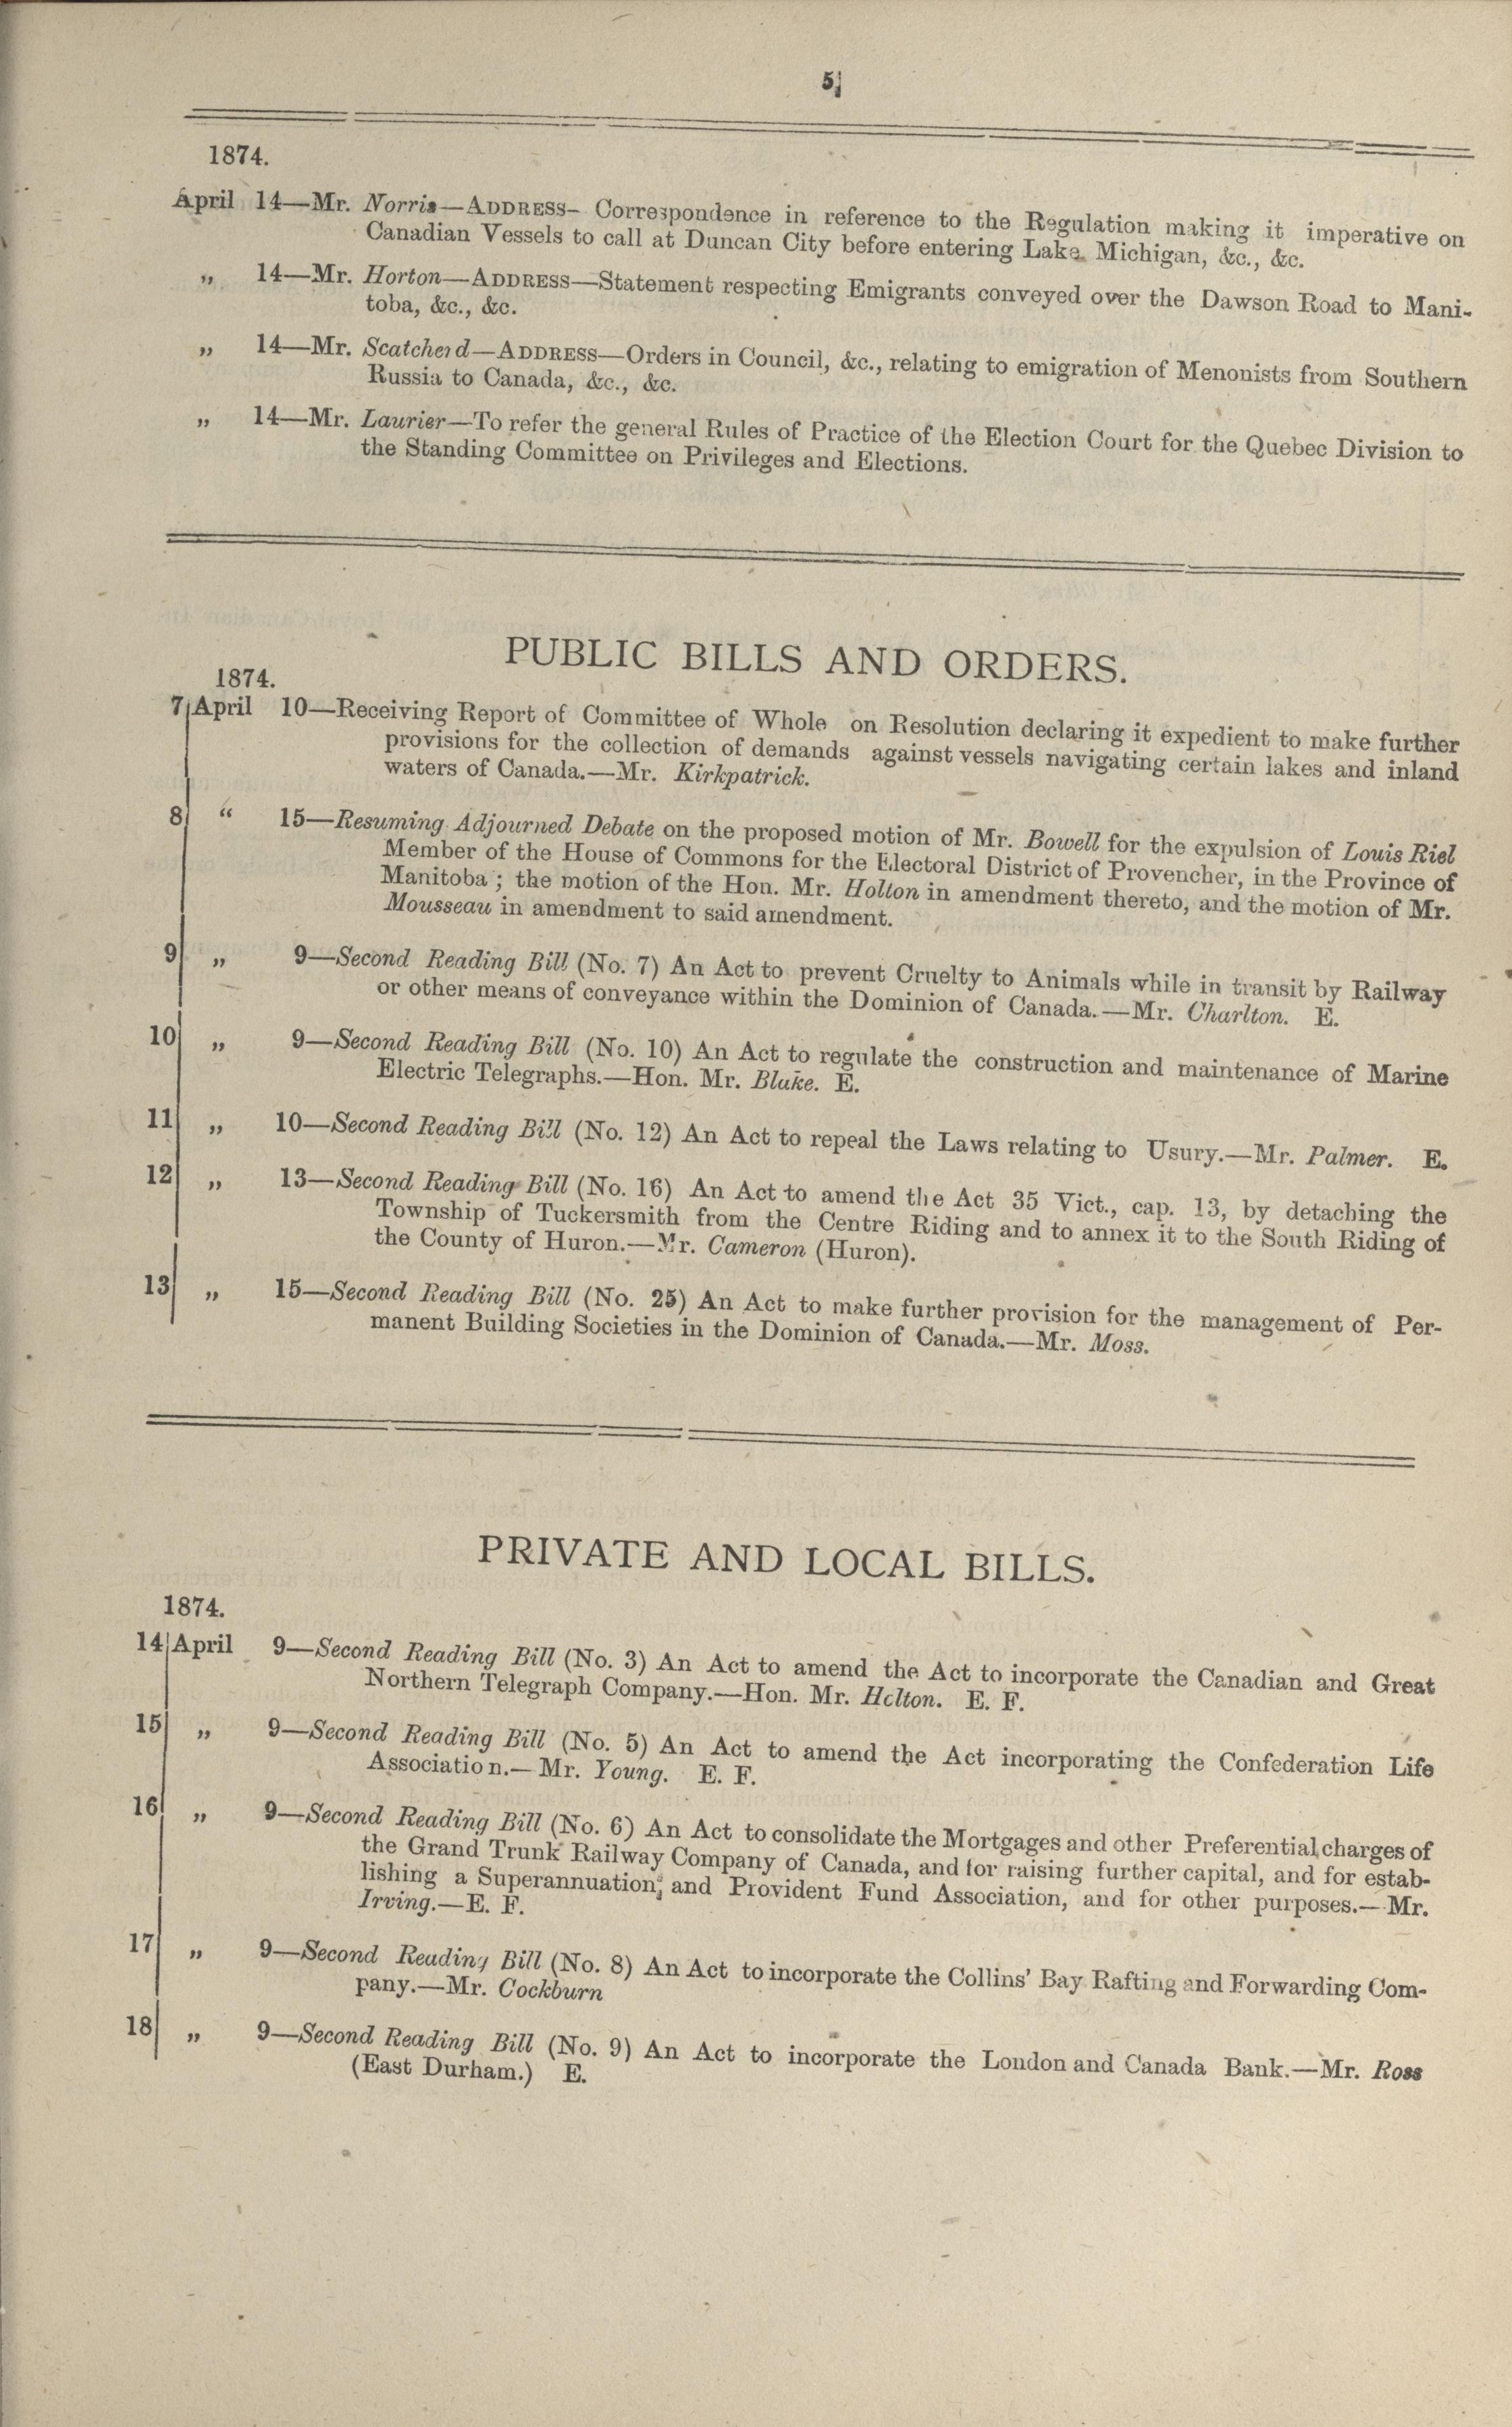 5
1874.
April 14—Mr. Norris—ADDRESS– Correspondence in reference to the Regulation making it imperative on
Canadian Vessels to call at Duncan City before entering Lake Michigan, &c., &c.
„ 14—Mr. Horton—ADDRESS—Statement respecting Emigrants conveyed over the Dawson Road to Mani-
toba, &c., &c.
„ 14—Mr. Scatcherd—ADDRESS—Orders in Council, &c., relating to emigration of Menonists from Southern
Russia to Canada, &c., &c.
„ 14—Mr. Laurier—To refer the general Rules of Practice of the Election Court for the Quebec Division to
the Standing Committee on Privileges and Elections.
PUBLIC BILLS AND ORDERS.
1874.
7 April 10—Receiving Report of Committee of Whole on Resolution declaring it expedient to make further
provisions for the collection of demands against vessels navigating certain lakes and inland
waters of Canada.—Mr. Kirkpatrick.
8 “ 15—Resuming Adjourned Debate on the proposed motion of Mr. Bowell for the expulsion of Louis Riel
Member of the House of Commons for the Electoral District of Provencher, in the Province of
Manitoba ; the motion of the Hon. Mr. Holton in amendment thereto, and the motion of Mr.
Mousseau in amendment to said amendment.
9 „ 9—Second Reading Bill (No. 7) An Act to prevent Cruelty to Animals while in transit by Railway
or other means of conveyance within the Dominion of Canada.—Mr. Charlton. E.
10 „ 9—Second Reading Bill (No. 10) An Act to regulate the construction and maintenance of Marine
Electric Telegraphs.—Hon. Mr. Blake. E.
11 „ 10—Second Reading Bill (No. 12) An Act to repeal the Laws relating to Usury.—Mr. Palmer. E.
12 „ 13—Second Reading Bill (No. 16) An Act to amend the Act 35 Vict., cap. 13, by detaching the
Township of Tuckersmith from the Centre Riding and to annex it to the South Riding of
the County of Huron.—Mr. Cameron (Huron).
13 „ 15—Second Reading Bill (No. 25) An Act to make further provision for the management of Per-
manent Building Societies in the Dominion of Canada.—Mr. Moss.
PRIVATE AND LOCAL BILLS.
1874.
14 April 9—Second Reading Bill (No. 3) An Act to amend the Act to incorporate the Canadian and Great
Northern Telegraph Company.—Hon. Mr. Holton. E. F.
15 „ 9—Second Reading Bill (No. 5) An Act to amend the Act incorporating the Confederation Life
Association.—Mr. Young. E. F.
16 „ 9—Second Reading Bill (No. 6) An Act to consolidate the Mortgages and other Preferential charges of
the Grand Trunk Railway Company of Canada, and for raising further capital, and for estab-
lishing a Superannuation, and Provident Fund Association, and for other purposes.—Mr.
Irving.—E. F.
17 „ 9—Second Reading Bill (No. 8) An Act to incorporate the Collins’ Bay Rafting and Forwarding Com-
pany.—Mr. Cockburn
18 „ 9—Second Reading Bill (No. 9) An Act to incorporate the London and Canada Bank.—Mr. Ross
(East Durham.) E.